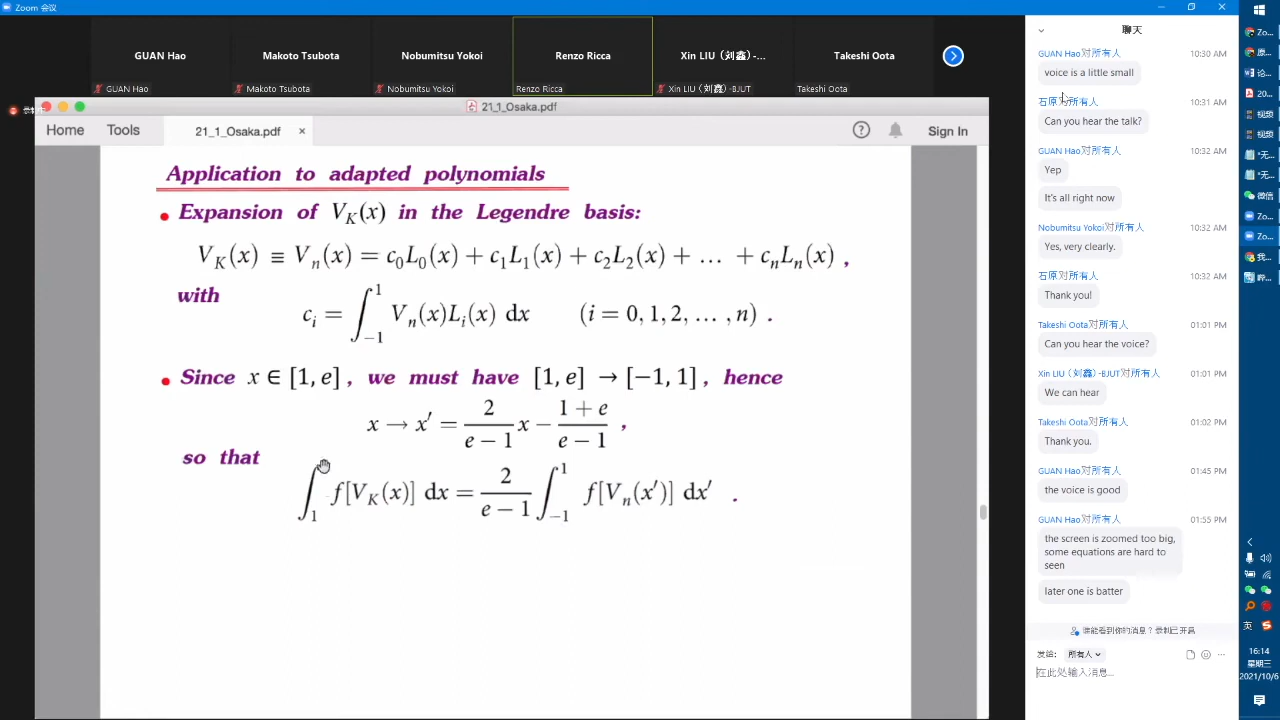 Zoom 会议
GUAN Hao
Makoto Tsubota
Nobumitsu Yokoi
Renzo Ricca
Xin LIU (刘鑫) -...
Takeshi Oota
GUAN Hao
Makoto Tsubota
Nobumitsu Yokoi
Renzo Ricca
Xin LIU (刘鑫) -BJUT
Takeshi Oota
21_1_Osaka.pdf
Home
Tools
21_1_Osaka.pdf ×
Sign In
Application to adapted polynomials
• Expansion of V_K(x) in the Legendre basis:
V_K(x) ≡ V_n(x) = c_0L_0(x) + c_1L_1(x) + c_2L_2(x) + … + c_nL_n(x) ,
with
c_i = ∫_{−1}^{1} V_n(x)L_i(x) dx (i = 0, 1, 2, … , n) .
• Since x ∈ [1, e] , we must have [1, e] → [−1, 1] , hence
x → x′ = \frac{2}{e − 1} x − \frac{1 + e}{e − 1} ,
so that
∫_1 f[V_K(x)] dx = \frac{2}{e − 1} ∫_{−1}^{1} f[V_n(x′)] dx′ .
聊天
GUAN Hao对所有人 10:30 AM
voice is a little small
石原对所有人 10:31 AM
Can you hear the talk?
GUAN Hao对所有人 10:32 AM
Yep
It's all right now
Nobumitsu Yokoi对所有人 10:32 AM
Yes, very clearly.
石原对所有人 10:32 AM
Thank you!
Takeshi Oota对所有人 01:01 PM
Can you hear the voice?
Xin LIU (刘鑫) -BJUT对所有人 01:01 PM
We can hear
Takeshi Oota对所有人 01:02 PM
Thank you.
GUAN Hao对所有人 01:45 PM
the voice is good
GUAN Hao对所有人 01:55 PM
the screen is zoomed too big,
some equations are hard to
seen
later one is batter
谁能看到你的消息？录制已开启
发给: 所有人
在此处输入消息...
Zo...
视频
视频
微信
Zo...
Zo...
英
16:14
星期三
2021/10/6